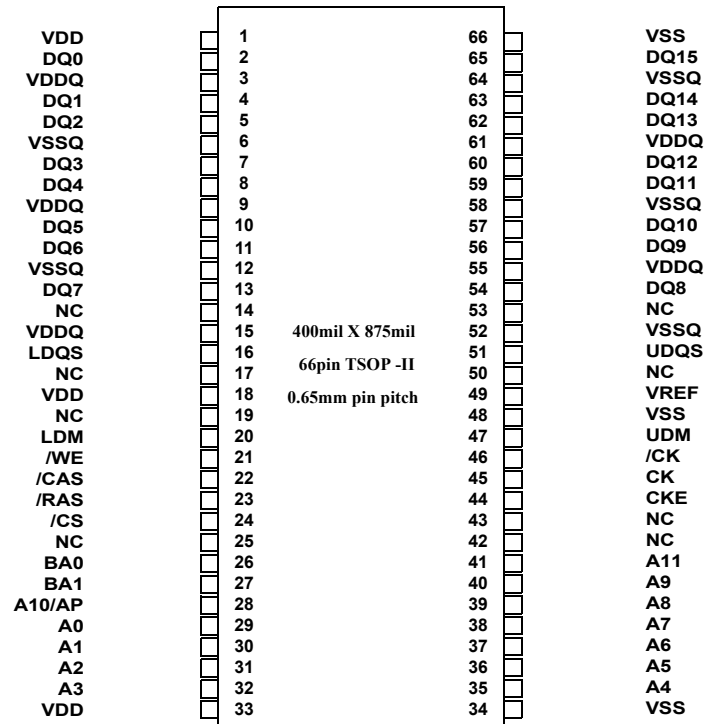 VDD 1 66 VSS
DQ0 2 65 DQ15
VDDQ 3 64 VSSQ
DQ1 4 63 DQ14
DQ2 5 62 DQ13
VSSQ 6 61 VDDQ
DQ3 7 60 DQ12
DQ4 8 59 DQ11
VDDQ 9 58 VSSQ
DQ5 10 57 DQ10
DQ6 11 56 DQ9
VSSQ 12 55 VDDQ
DQ7 13 54 DQ8
NC 14 53 NC
VDDQ 15 400mil X 875mil 52 VSSQ
LDQS 16 66pin TSOP -II 51 UDQS
NC 17 50 NC
VDD 18 0.65mm pin pitch 49 VREF
NC 19 48 VSS
LDM 20 47 UDM
/WE 21 46 /CK
/CAS 22 45 CK
/RAS 23 44 CKE
/CS 24 43 NC
NC 25 42 NC
BA0 26 41 A11
BA1 27 40 A9
A10/AP 28 39 A8
A0 29 38 A7
A1 30 37 A6
A2 31 36 A5
A3 32 35 A4
VDD 33 34 VSS